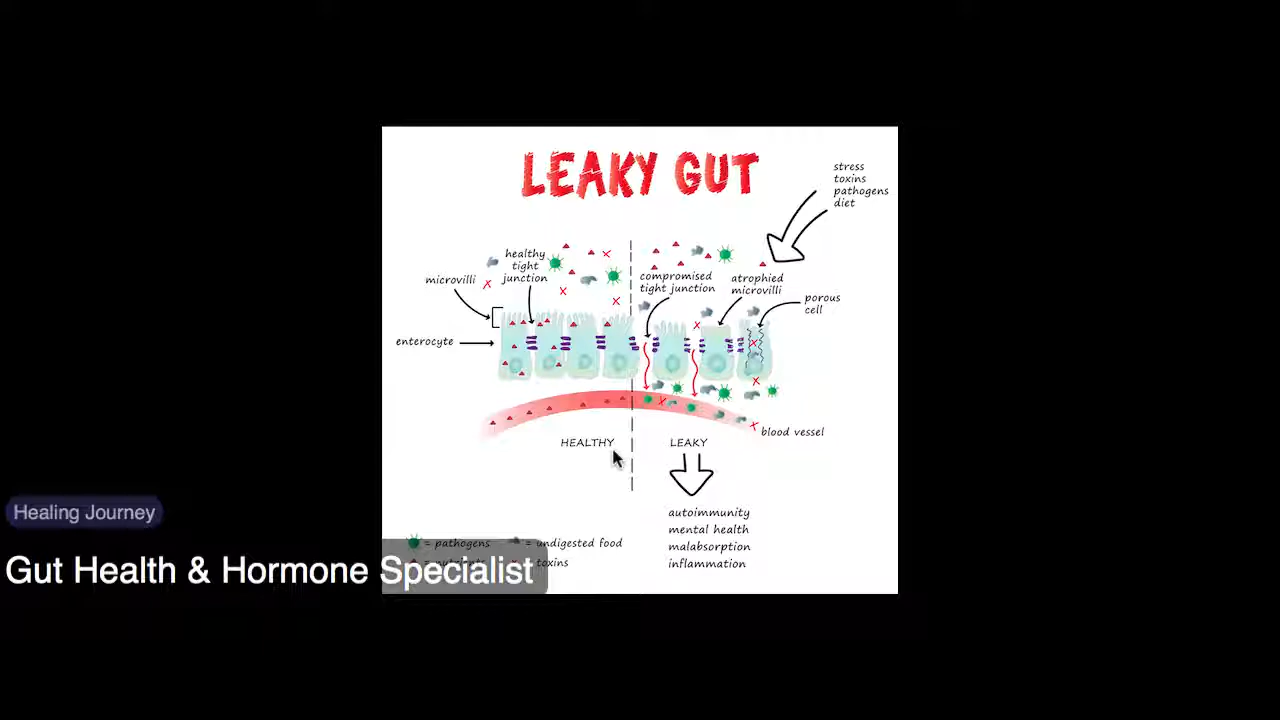 LEAKY GUT
stress
toxins
pathogens
diet
healthy
tight
junction
microvilli
enterocyte
compromised
tight junction
atrophied
microvilli
porous
cell
blood vessel
HEALTHY
LEAKY
autoimmunity
mental health
malabsorption
inflammation
Healing Journey
= pathogens
= undigested food
= nutrients
= toxins
Gut Health & Hormone Specialist